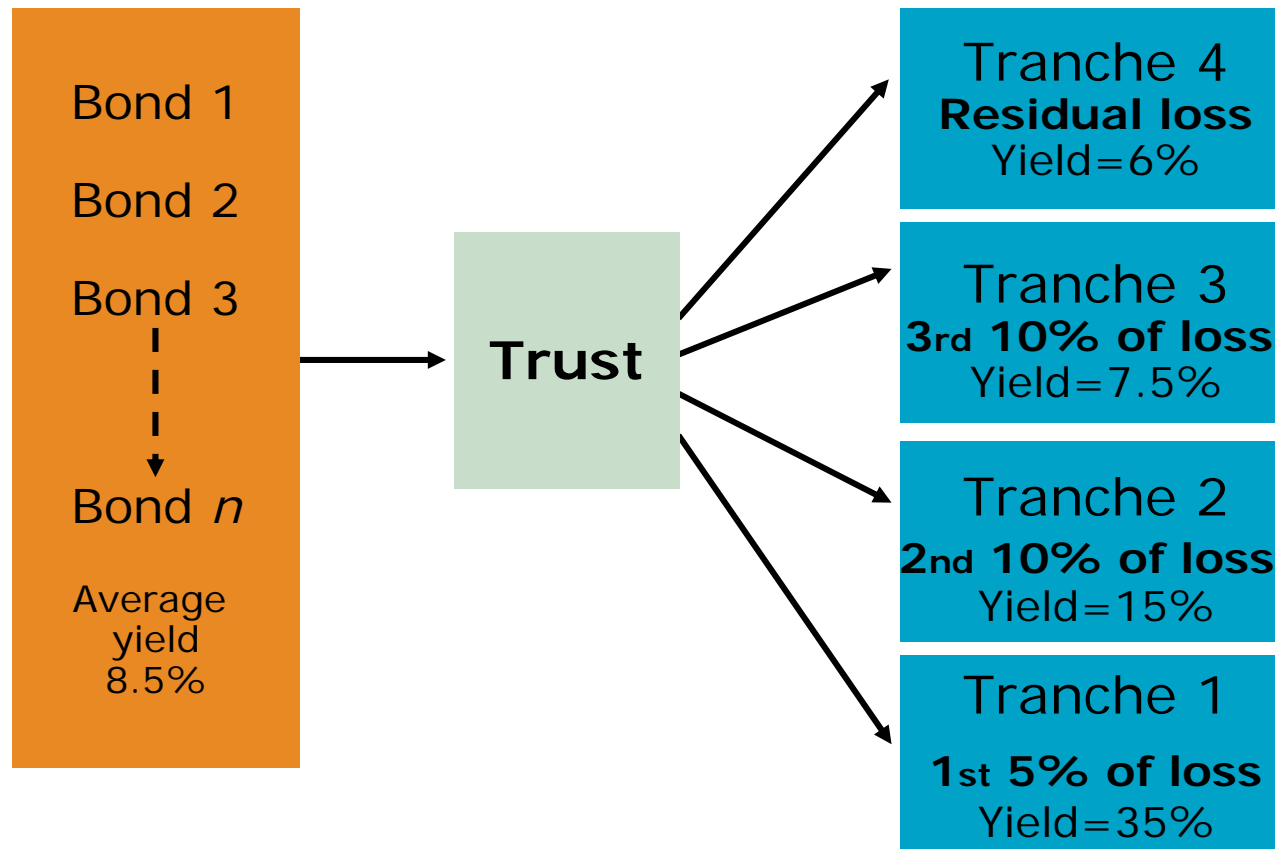 Bond 1
Bond 2
Bond 3
Bond n
Average
yield
8.5%
Trust
Tranche 4
Residual loss
Yield=6%
Tranche 3
3rd 10% of loss
Yield=7.5%
Tranche 2
2nd 10% of loss
Yield=15%
Tranche 1
1st 5% of loss
Yield=35%